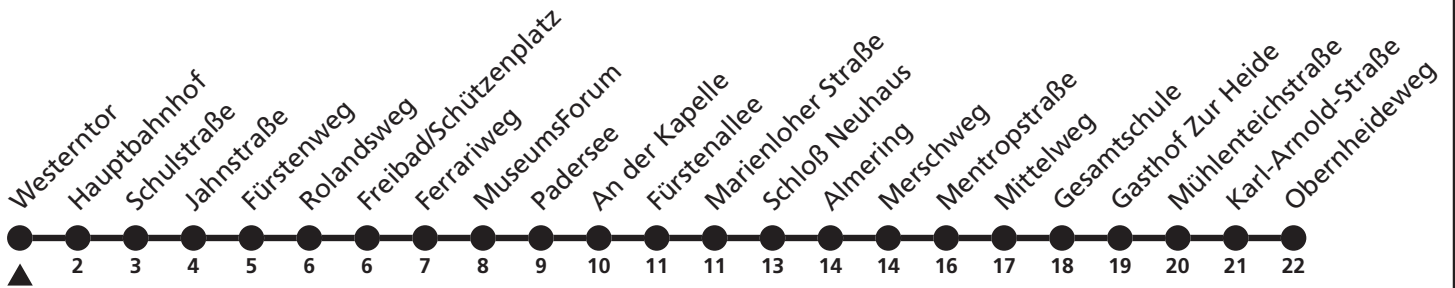 Westerntor
Hauptbahnhof
Schulstraße
Jahnstraße
Fürstenweg
Rolandsweg
Freibad/Schützenplatz
Ferrariweg
MuseumsForum
Padersee
An der Kapelle
Fürstenallee
Marienloher Straße
Schloß Neuhaus
Almering
Merschweg
Mentropstraße
Mittelweg
Gesamtschule
Gasthof Zur Heide
Mühlenteichstraße
Karl-Arnold-Straße
Obernheideweg
2 3 4 5 6 6 7 8 9 10 11 11 13 14 14 16 17 18 19 20 21 22